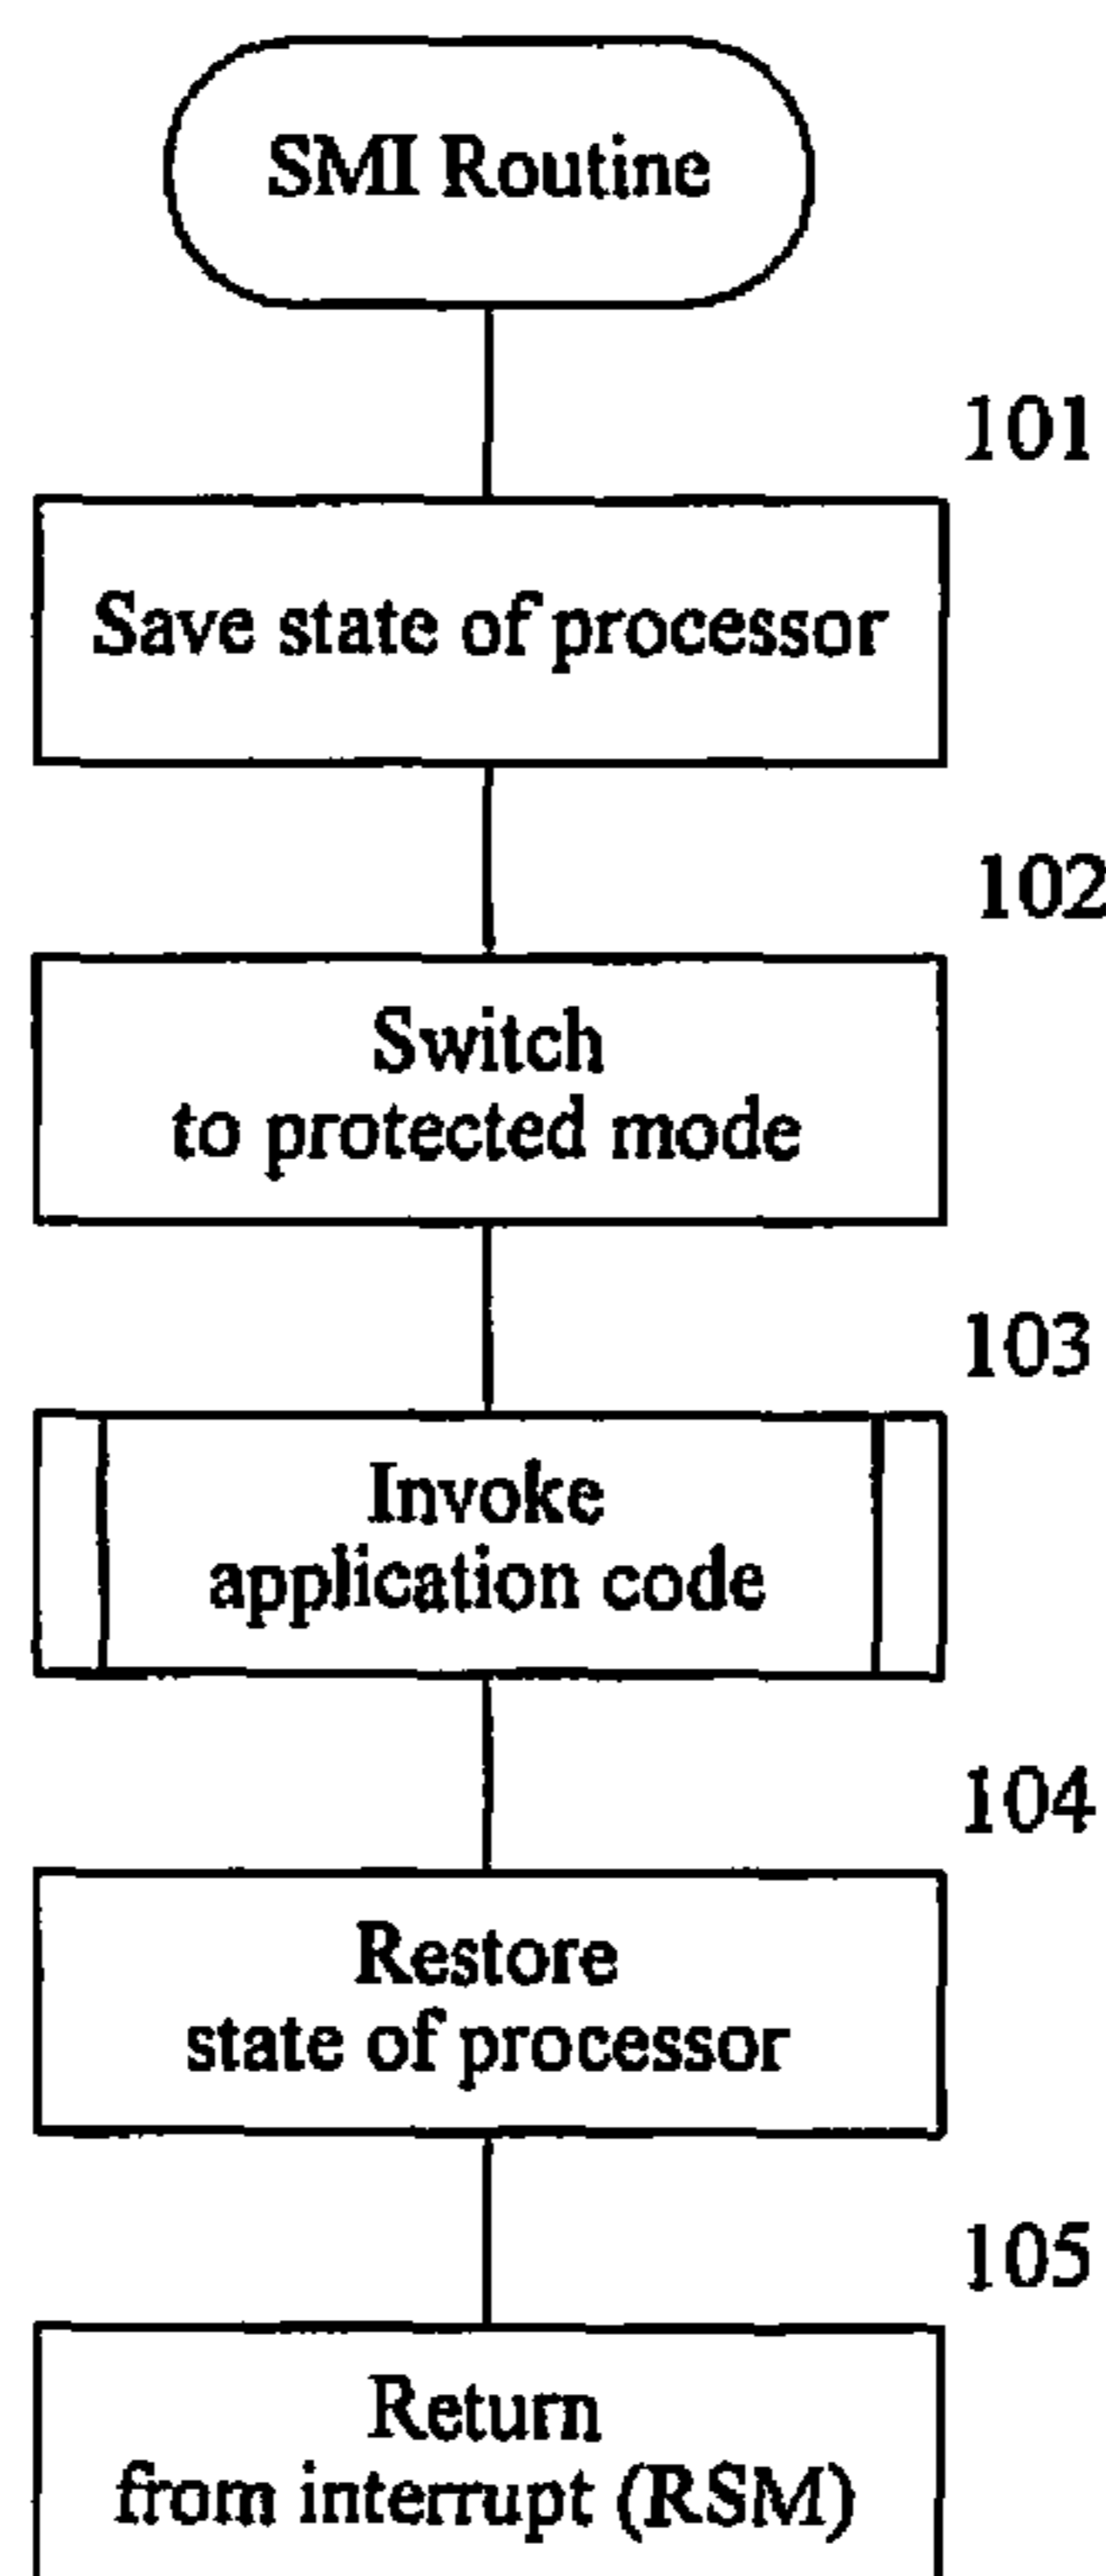 SMI Routine
101
Save state of processor
102
Switch
to protected mode
103
Invoke
application code
104
Restore
state of processor
105
Return
from interrupt (RSM)